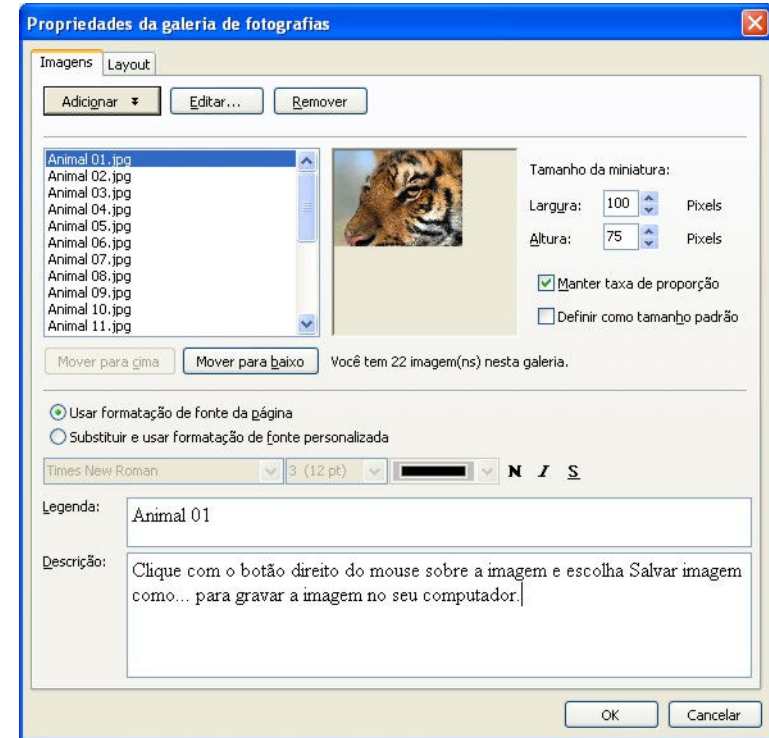 Propriedades da galeria de fotografias
Imagens Layout
Adicionar Editar... Remover
Animal 01.jpg
Animal 02.jpg
Animal 03.jpg
Animal 04.jpg
Animal 05.jpg
Animal 06.jpg
Animal 07.jpg
Animal 08.jpg
Animal 09.jpg
Animal 10.jpg
Animal 11.jpg
Tamanho da miniatura:
Largura: 100 Pixels
Altura: 75 Pixels
Manter taxa de proporção
Definir como tamanho padrão
Mover para cima Mover para baixo Você tem 22 imagem(ns) nesta galeria.
Usar formatação de fonte da página
Substituir e usar formatação de fonte personalizada
Times New Roman 3 (12 pt) N I S
Legenda: Animal 01
Descrição: Clique com o botão direito do mouse sobre a imagem e escolha Salvar imagem
como... para gravar a imagem no seu computador.
OK Cancelar